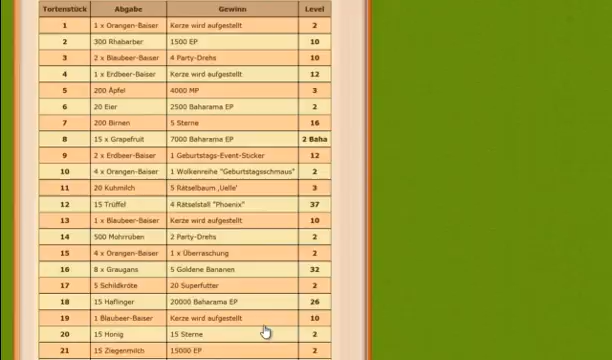 Tortenstück Abgabe Gewinn Level
1 1 x Orangen-Baiser Kerze wird aufgestellt 2
2 300 Rhabarber 1500 EP 10
3 2 x Blaubeer-Baiser 4 Party-Drehs 10
4 1 x Erdbeer-Baiser Kerze wird aufgestellt 12
5 200 Äpfel 4000 MP 3
6 20 Eier 2500 Baharama EP 2
7 200 Birnen 5 Sterne 16
8 15 x Grapefruit 7000 Baharama EP 2 Baha
9 2 x Erdbeer-Baiser 1 Geburtstags-Event-Sticker 12
10 4 x Orangen-Baiser 1 Wolkenreihe "Geburtstagsschmaus" 2
11 20 Kuhmilch 5 Rätselbaum ‚Uelle' 3
12 15 Trüffel 4 Rätselstall "Phoenix" 37
13 1 x Blaubeer-Baiser Kerze wird aufgestellt 10
14 500 Mohrruben 2 Party-Drehs 2
15 4 x Orangen-Baiser 1 x Überraschung 2
16 8 x Graugans 5 Goldene Bananen 32
17 5 Schildkröte 20 Superfutter 2
18 15 Haflinger 20000 Baharama EP 26
19 1 Blaubeer-Baiser Kerze wird aufgestellt 10
20 15 Honig 15 Sterne 2
21 15 Ziegenmilch 15000 EP 2